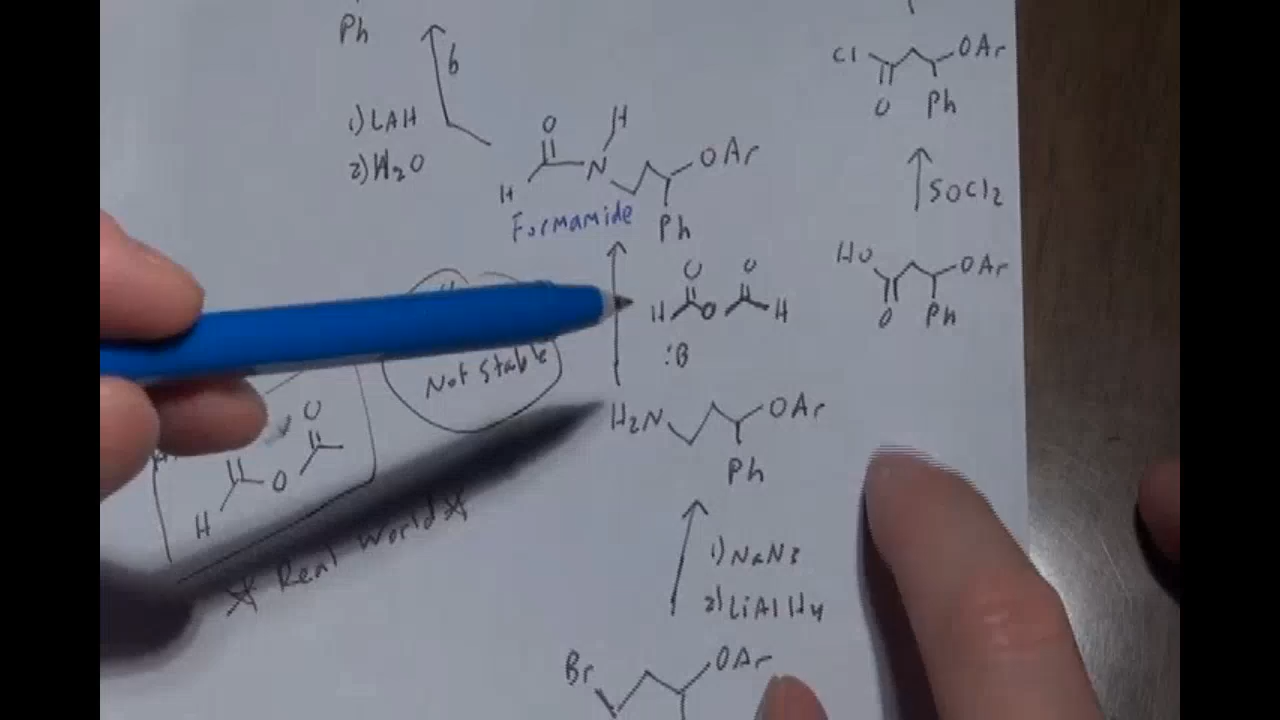 Ph
6
1) LAH
2) H2O
O
H
N
H
OAr
Ph
Formamide
O
O
H
O
H
:B
H2N
OAr
Ph
1) NaN3
2) LiAlH4
Br
OAr
Cl
OAr
O
Ph
SOCl2
HO
OAr
O
Ph
Not Stable
O
O
H
* Real World *